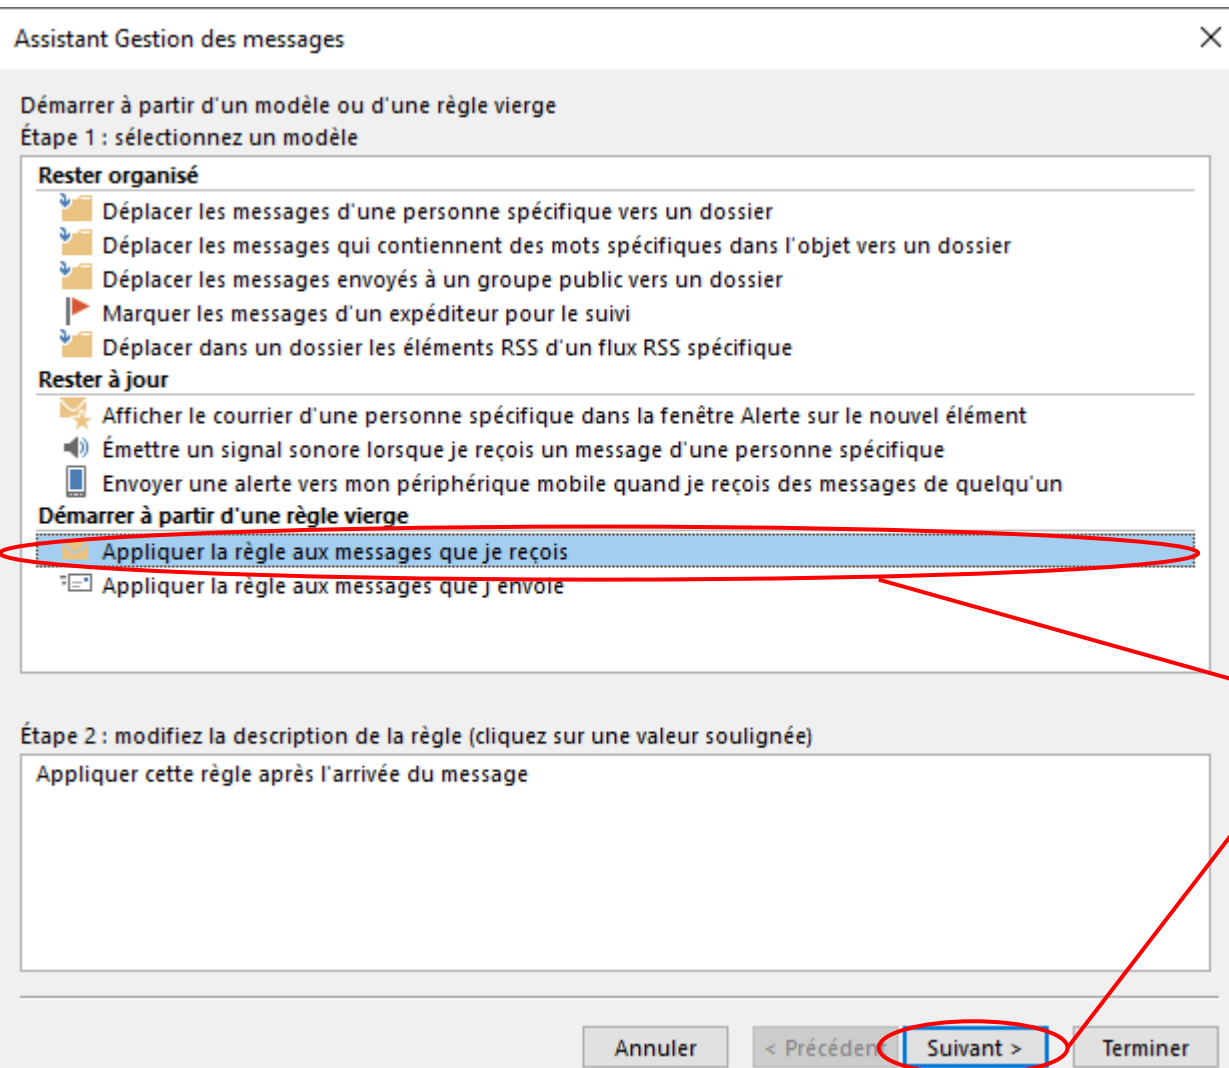 Assistant Gestion des messages
Démarrer à partir d'un modèle ou d'une règle vierge
Étape 1 : sélectionnez un modèle
Rester organisé
Déplacer les messages d'une personne spécifique vers un dossier
Déplacer les messages qui contiennent des mots spécifiques dans l'objet vers un dossier
Déplacer les messages envoyés à un groupe public vers un dossier
Marquer les messages d'un expéditeur pour le suivi
Déplacer dans un dossier les éléments RSS d'un flux RSS spécifique
Rester à jour
Afficher le courrier d'une personne spécifique dans la fenêtre Alerte sur le nouvel élément
Émettre un signal sonore lorsque je reçois un message d'une personne spécifique
Envoyer une alerte vers mon périphérique mobile quand je reçois des messages de quelqu'un
Démarrer à partir d'une règle vierge
Appliquer la règle aux messages que je reçois
Appliquer la règle aux messages que j'envoie
Étape 2 : modifiez la description de la règle (cliquez sur une valeur soulignée)
Appliquer cette règle après l'arrivée du message
Annuler < Précédent Suivant > Terminer